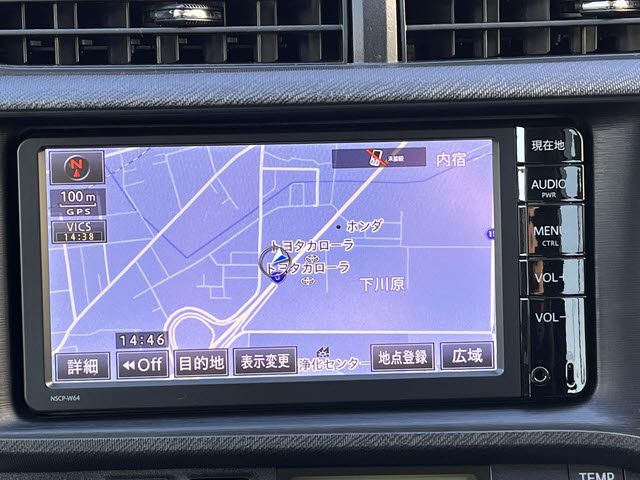 N
未接続
内宿
現在地
100m
GPS
VICS
14:38
AUDIO
PWR
ホンダ
MENU
CTRL
トヨタカローラ
トヨタカローラ
下川原
VOL+
VOL−
14:46
詳細
◀◀Off
目的地
表示変更
浄化センター
地点登録
広域
NSCP-W64
TEMP